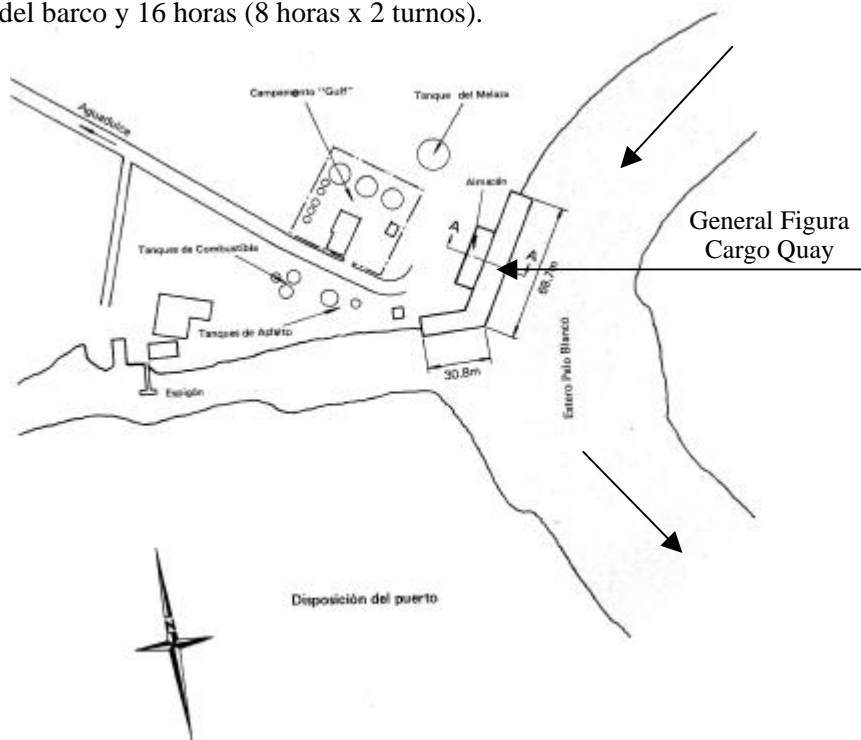 del barco y 16 horas (8 horas x 2 turnos).
Campamento "Gulf"
Tanque del Melaza
Aguadulce
Almacén
General Figura
Cargo Quay
A
A
Tanques de Combustible
Tanques de Asfalto
30.8m
Espigón
Estero Palo Blanco
N
Disposición del puerto